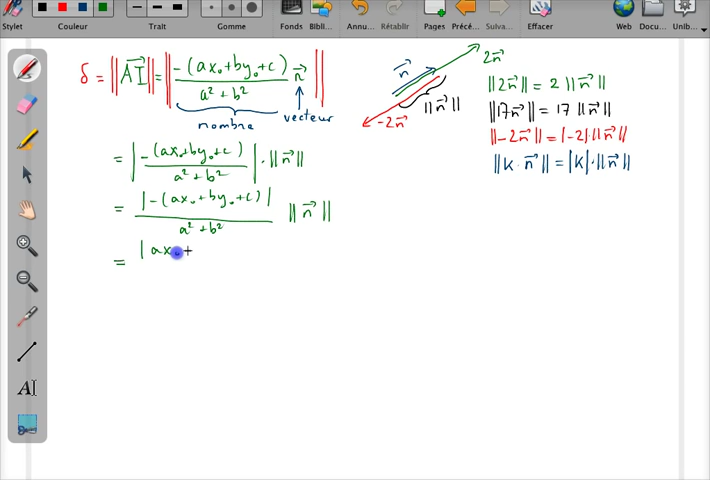 Stylet Couleur Trait Gomme Fonds Bibli... Annu... Rétablir Pages Précé... Suiv... Effacer Web Docu... Unib...
δ = ||AI⃗|| = || -(ax₀+by₀+c) / a²+b² n⃗ ||
nombre
vecteur
= | -(ax₀+by₀+c) / a²+b² | · ||n⃗||
= |-(ax₀+by₀+c)| / a²+b² ||n⃗||
= |ax₀ +
n⃗
2n⃗
||n⃗||
-2n⃗
||2n⃗|| = 2 ||n⃗||
||17n⃗|| = 17 ||n⃗||
||-2n⃗|| = |-2|·||n⃗||
||k·n⃗|| = |k|·||n⃗||
A